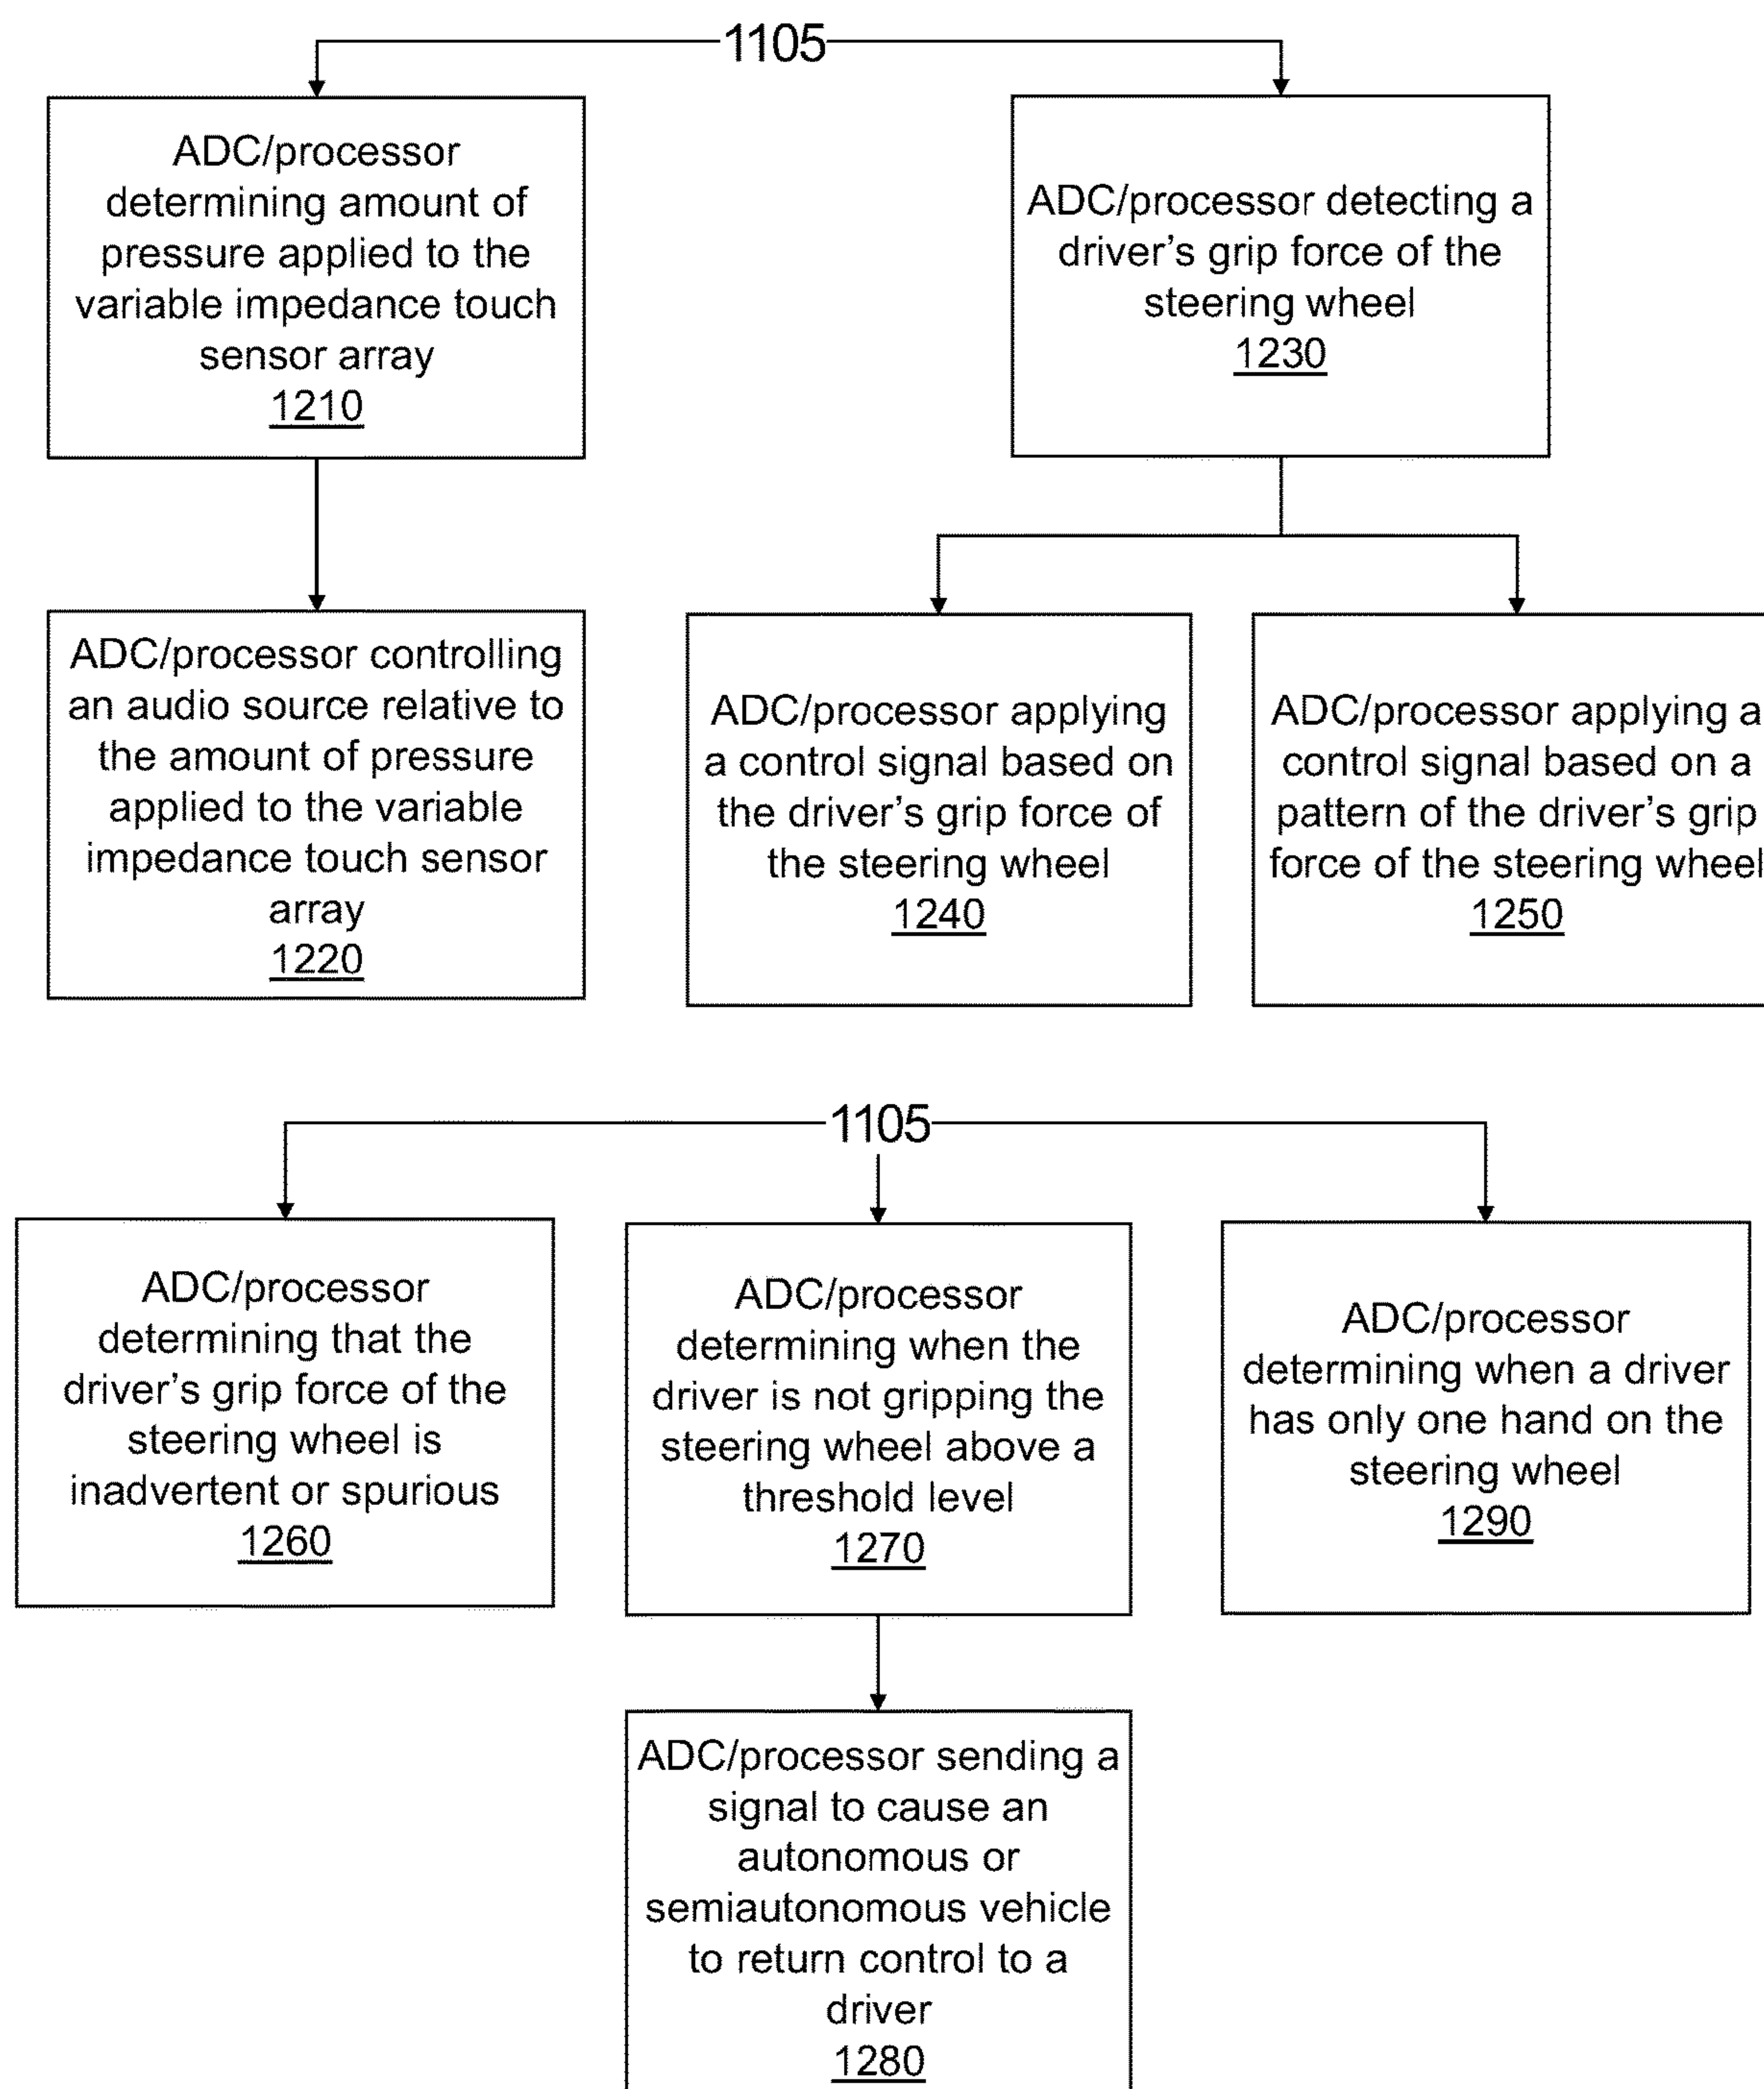 1105
ADC/processor
determining amount of
pressure applied to the
variable impedance touch
sensor array
1210
ADC/processor detecting a
driver's grip force of the
steering wheel
1230
ADC/processor controlling
an audio source relative to
the amount of pressure
applied to the variable
impedance touch sensor
array
1220
ADC/processor applying
a control signal based on
the driver's grip force of
the steering wheel
1240
ADC/processor applying a
control signal based on a
pattern of the driver's grip
force of the steering wheel
1250
1105
ADC/processor
determining that the
driver's grip force of the
steering wheel is
inadvertent or spurious
1260
ADC/processor
determining when the
driver is not gripping the
steering wheel above a
threshold level
1270
ADC/processor
determining when a driver
has only one hand on the
steering wheel
1290
ADC/processor sending a
signal to cause an
autonomous or
semiautonomous vehicle
to return control to a
driver
1280